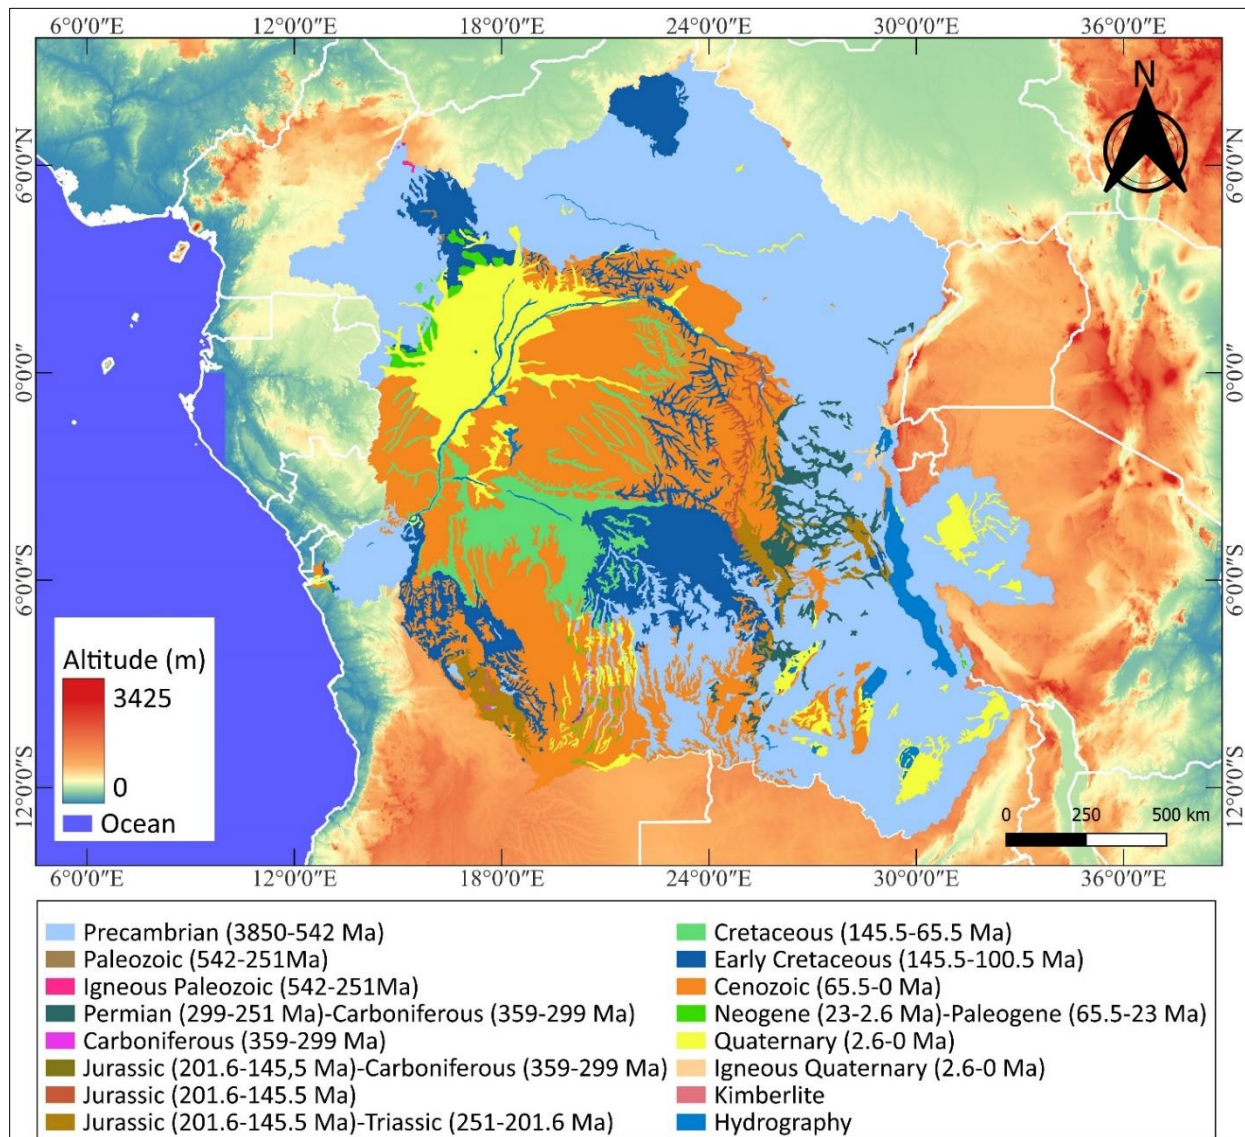 6°0'0"E 12°0'0"E 18°0'0"E 24°0'0"E 30°0'0"E 36°0'0"E
N
6°0'0"N 6°0'0"N
0°0'0" 0°0'0"
6°0'0"S 6°0'0"S
12°0'0"S 12°0'0"S
Altitude (m)
3425
0
Ocean
0 250 500 km
6°0'0"E 12°0'0"E 18°0'0"E 24°0'0"E 30°0'0"E 36°0'0"E
Precambrian (3850-542 Ma)
Paleozoic (542-251Ma)
Igneous Paleozoic (542-251Ma)
Permian (299-251 Ma)-Carboniferous (359-299 Ma)
Carboniferous (359-299 Ma)
Jurassic (201.6-145,5 Ma)-Carboniferous (359-299 Ma)
Jurassic (201.6-145.5 Ma)
Jurassic (201.6-145.5 Ma)-Triassic (251-201.6 Ma)
Cretaceous (145.5-65.5 Ma)
Early Cretaceous (145.5-100.5 Ma)
Cenozoic (65.5-0 Ma)
Neogene (23-2.6 Ma)-Paleogene (65.5-23 Ma)
Quaternary (2.6-0 Ma)
Igneous Quaternary (2.6-0 Ma)
Kimberlite
Hydrography